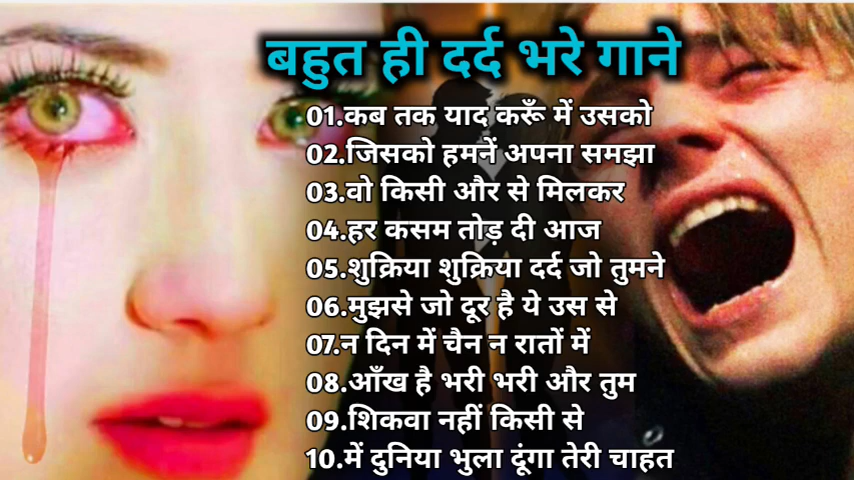 बहुत ही दर्द भरे गाने
01.कब तक याद करूँ में उसको
02.जिसको हमनें अपना समझा
03.वो किसी और से मिलकर
04.हर कसम तोड़ दी आज
05.शुक्रिया शुक्रिया दर्द जो तुमने
06.मुझसे जो दूर है ये उस से
07.न दिन में चैन न रातों में
08.आँख है भरी भरी और तुम
09.शिकवा नहीं किसी से
10.में दुनिया भुला दूंगा तेरी चाहत